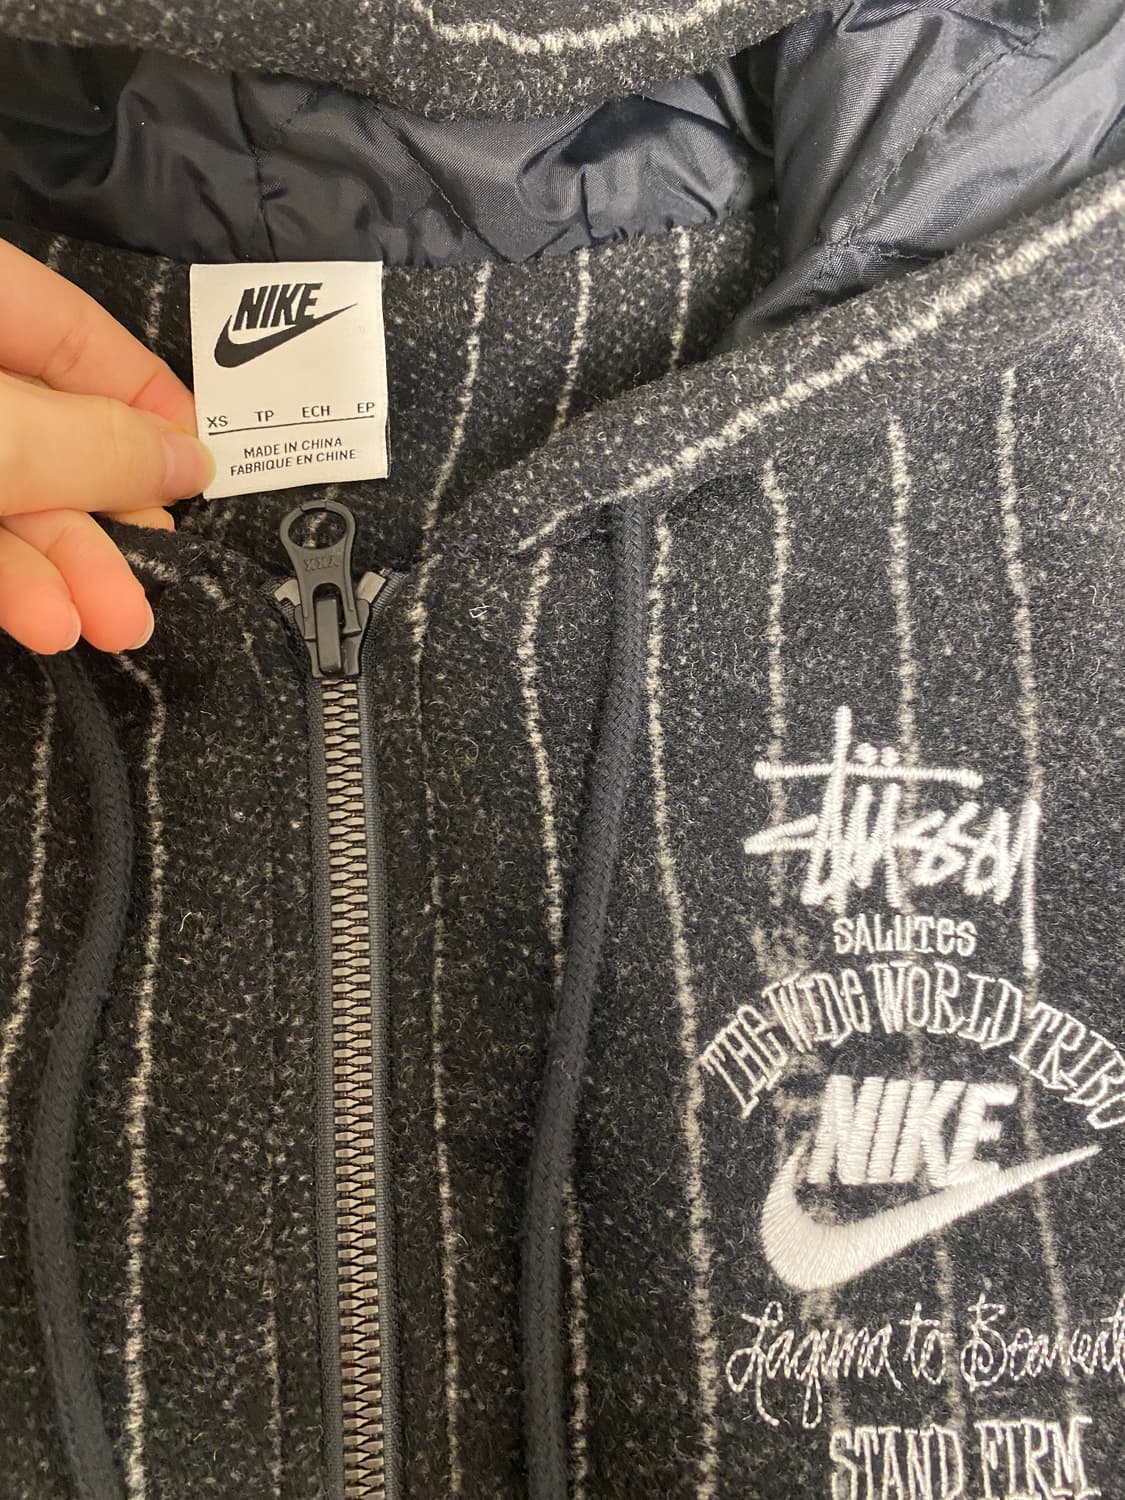 NIKE
XS TP ECH EP
MADE IN CHINA
FABRIQUE EN CHINE
YKK
Stüssy
SALUTES
THE WIDE WORLD TRIBE
NIKE
Laguna to
STAND FIRM